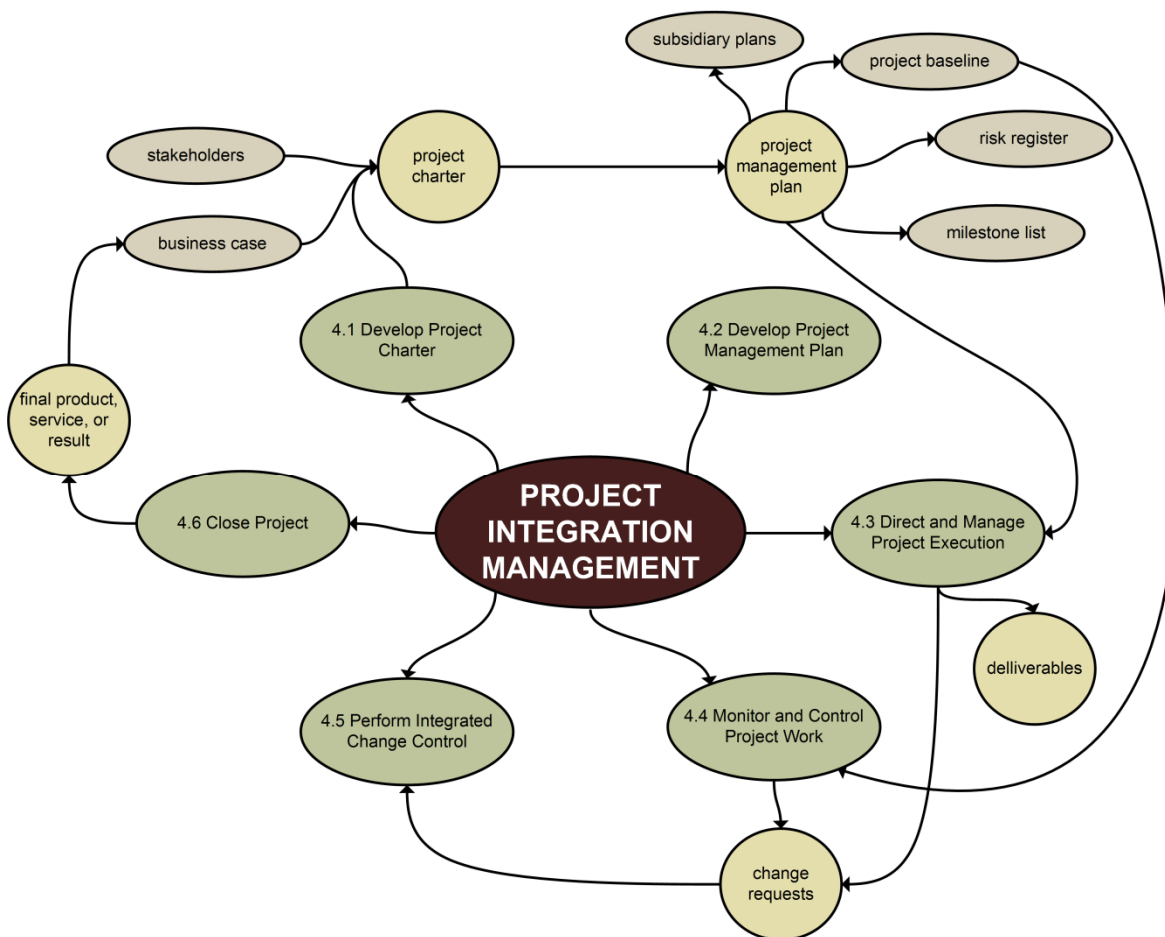 subsidiary plans
project baseline
stakeholders
project
charter
project
management
plan
risk register
business case
milestone list
4.1 Develop Project
Charter
4.2 Develop Project
Management Plan
final product,
service, or
result
PROJECT
INTEGRATION
MANAGEMENT
4.6 Close Project
4.3 Direct and Manage
Project Execution
delliverables
4.5 Perform Integrated
Change Control
4.4 Monitor and Control
Project Work
change
requests